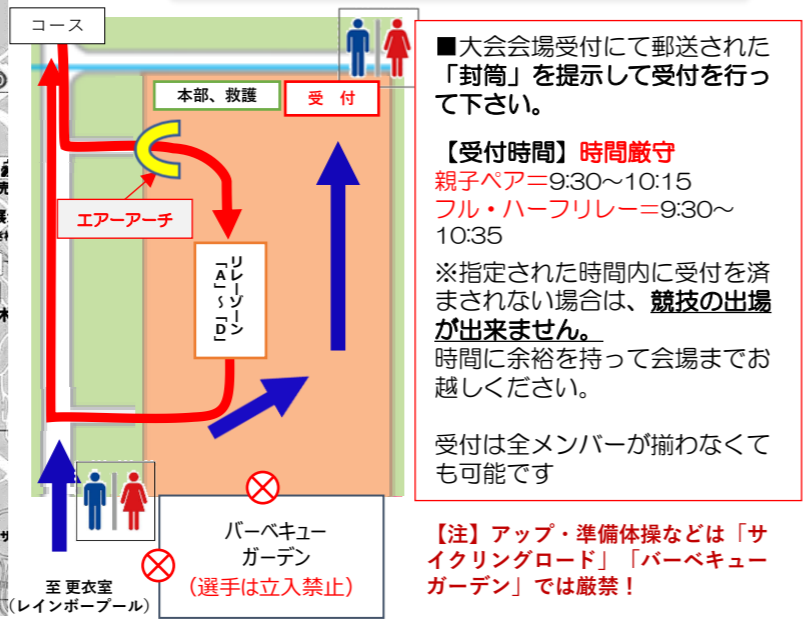 コース
本部、救護
受　付
エアーアーチ
リレーゾーン
「A」～「D」
バーベキュー
ガーデン
（選手は立入禁止）
至 更衣室
（レインボープール）
■大会会場受付にて郵送された
「封筒」を提示して受付を行っ
て下さい。
【受付時間】時間厳守
親子ペア＝9:30～10:15
フル・ハーフリレー＝9:30～
10:35
※指定された時間内に受付を済
まされない場合は、競技の出場
が出来ません。
時間に余裕を持って会場までお
越しください。
受付は全メンバーが揃わなくて
も可能です
【注】アップ・準備体操などは「サ
イクリングロード」「バーベキュー
ガーデン」では厳禁！